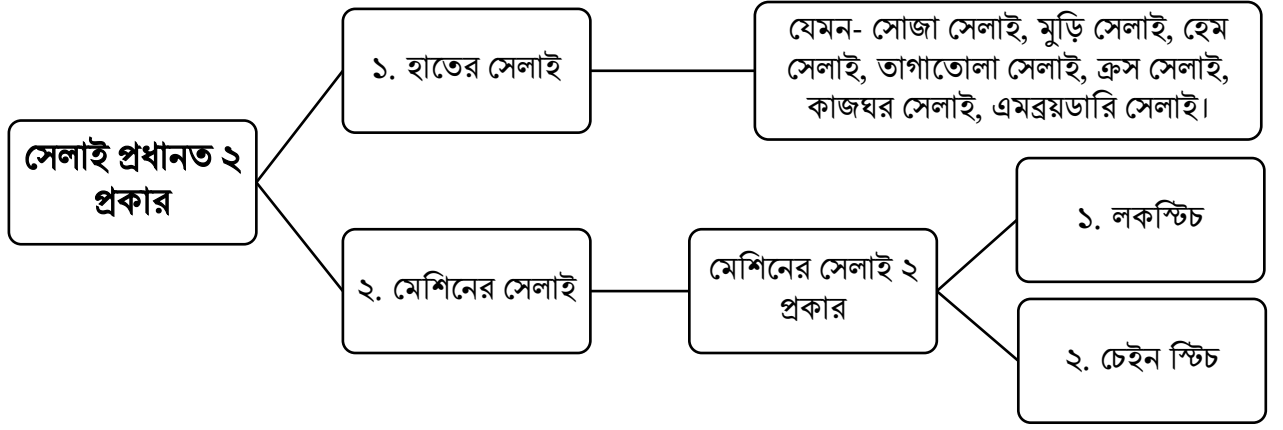 সেলাই প্রধানত ২
প্রকার
১. হাতের সেলাই
যেমন- সোজা সেলাই, মুড়ি সেলাই, হেম
সেলাই, তাগাতোলা সেলাই, ক্রস সেলাই,
কাজঘর সেলাই, এমব্রয়ডারি সেলাই।
২. মেশিনের সেলাই
মেশিনের সেলাই ২
প্রকার
১. লকস্টিচ
২. চেইন স্টিচ